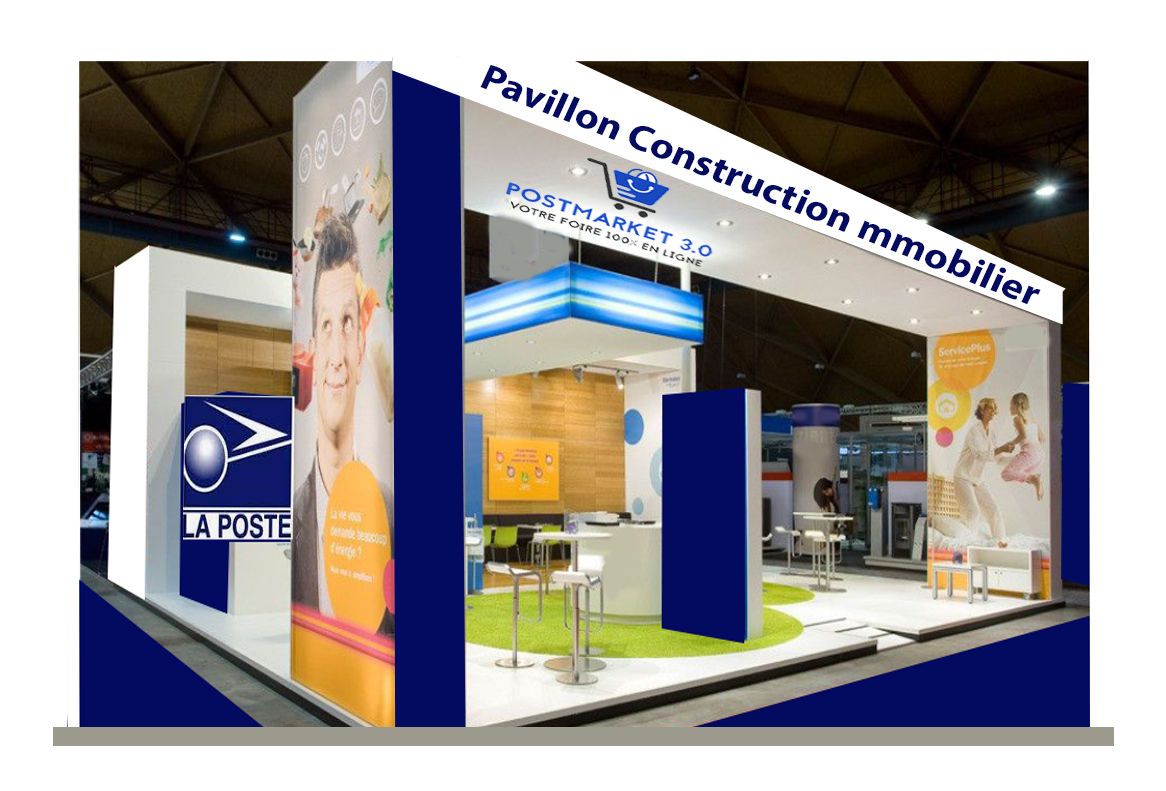 Pavillon Construction mmobilier
POSTMARKET 3.0
VOTRE FOIRE 100% EN LIGNE
ServicePlus
La vie vous
demande beaucoup
d'énergie ?
LA POSTE